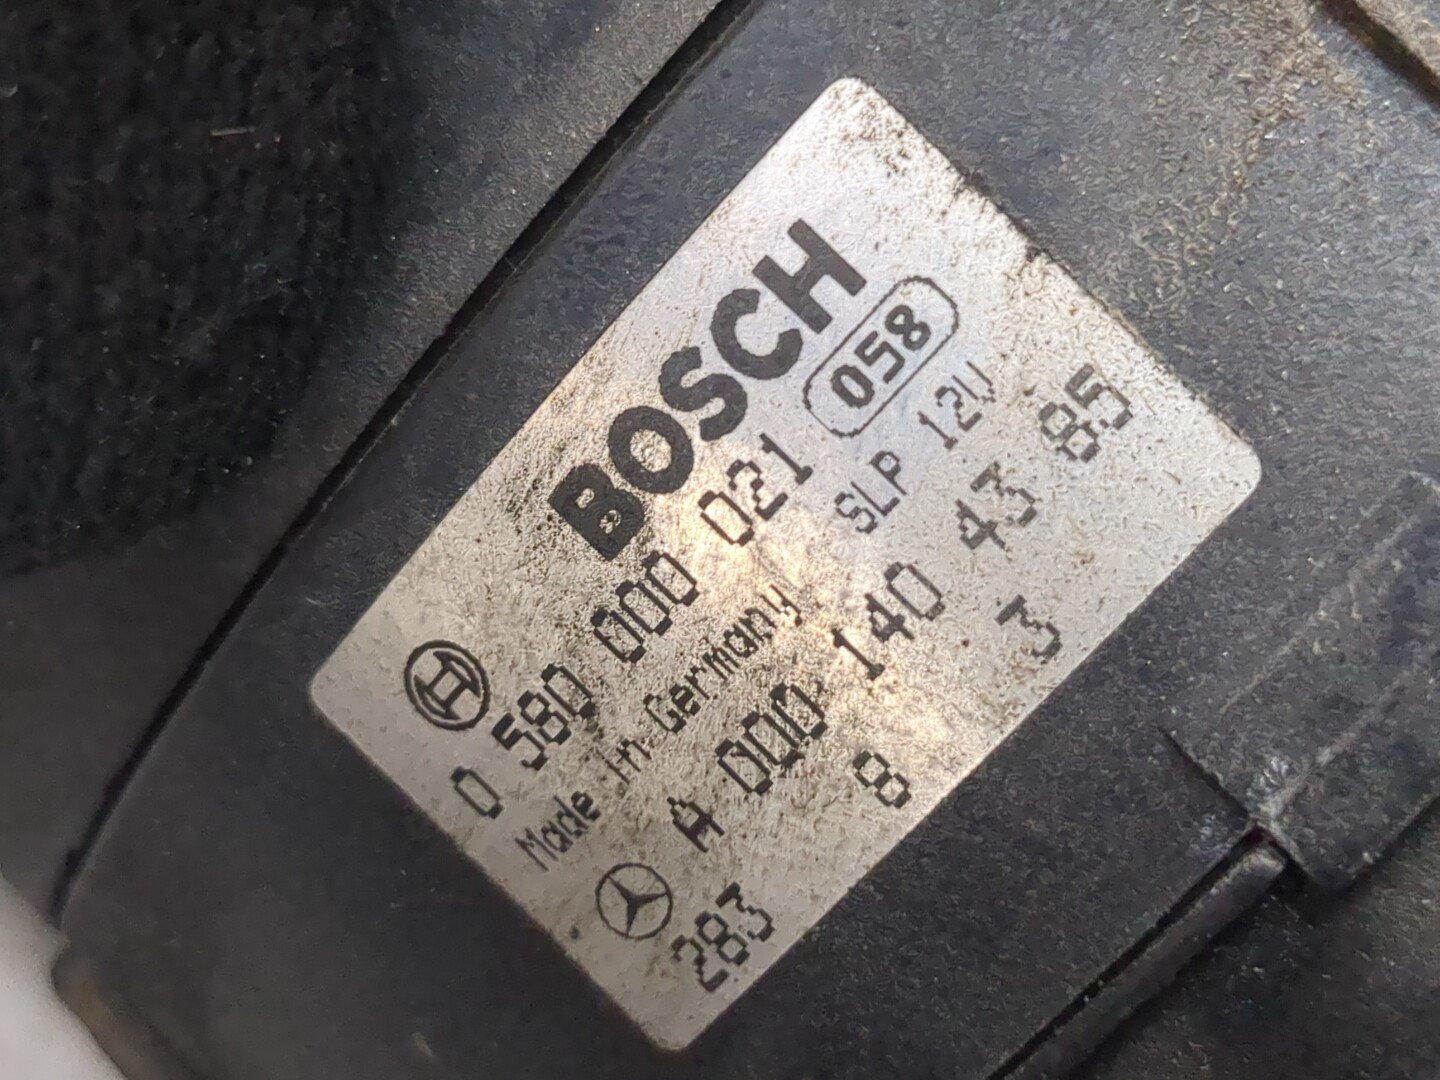 BOSCH
0 580 000 021 058
Made in Germany SLP 12V
A 000 140 43 85
283 8 3